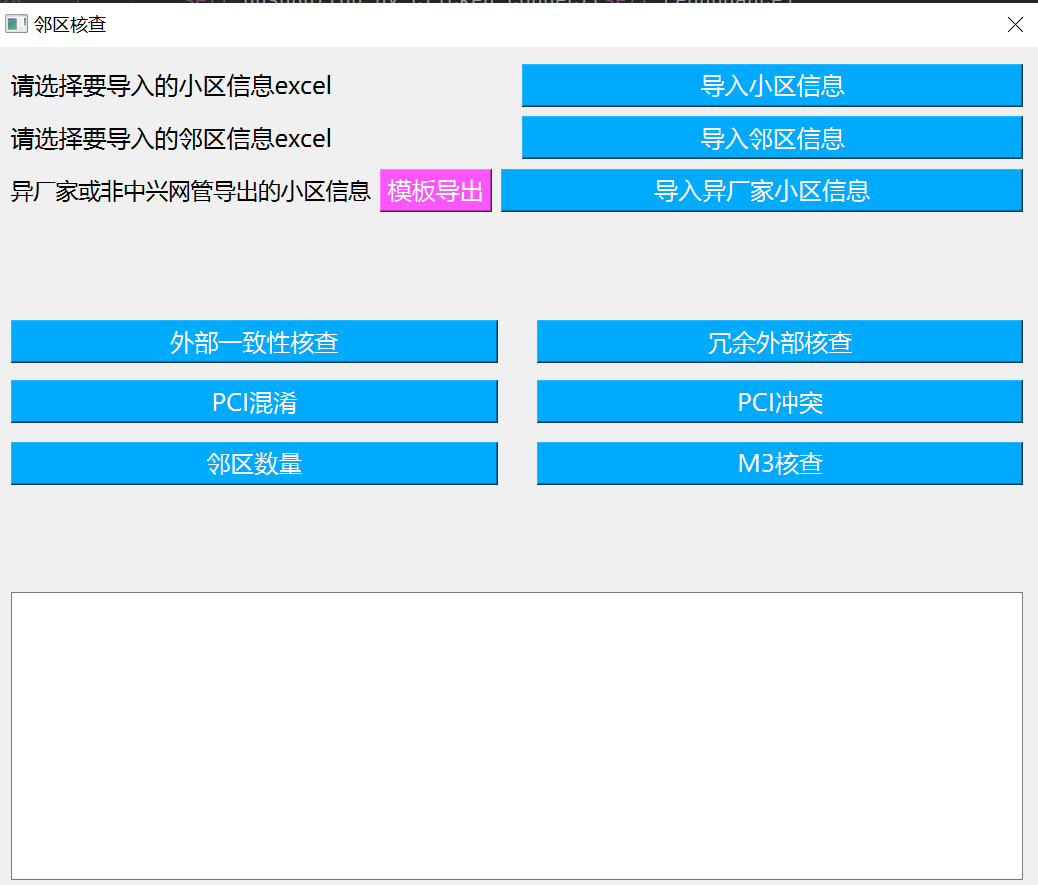 邻区核查
请选择要导入的小区信息excel 导入小区信息
请选择要导入的邻区信息excel 导入邻区信息
异厂家或非中兴网管导出的小区信息 模板导出 导入异厂家小区信息
外部一致性核查 冗余外部核查
PCI混淆 PCI冲突
邻区数量 M3核查